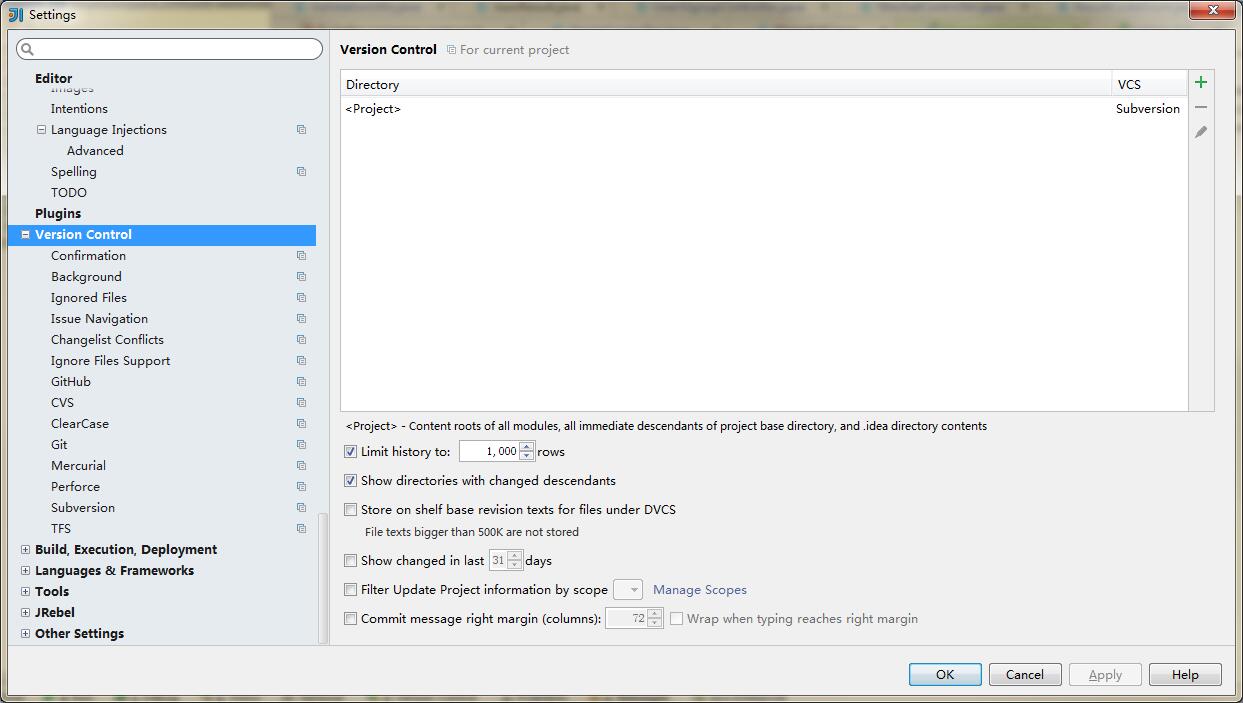 Settings
Version Control For current project
Editor
Images
Intentions
Language Injections
Advanced
Spelling
TODO
Plugins
Version Control
Confirmation
Background
Ignored Files
Issue Navigation
Changelist Conflicts
Ignore Files Support
GitHub
CVS
ClearCase
Git
Mercurial
Perforce
Subversion
TFS
Build, Execution, Deployment
Languages & Frameworks
Tools
JRebel
Other Settings
Directory VCS
<Project> Subversion
<Project> - Content roots of all modules, all immediate descendants of project base directory, and .idea directory contents
Limit history to: 1,000 rows
Show directories with changed descendants
Store on shelf base revision texts for files under DVCS
File texts bigger than 500K are not stored
Show changed in last 31 days
Filter Update Project information by scope Manage Scopes
Commit message right margin (columns): 72 Wrap when typing reaches right margin
OK Cancel Apply Help